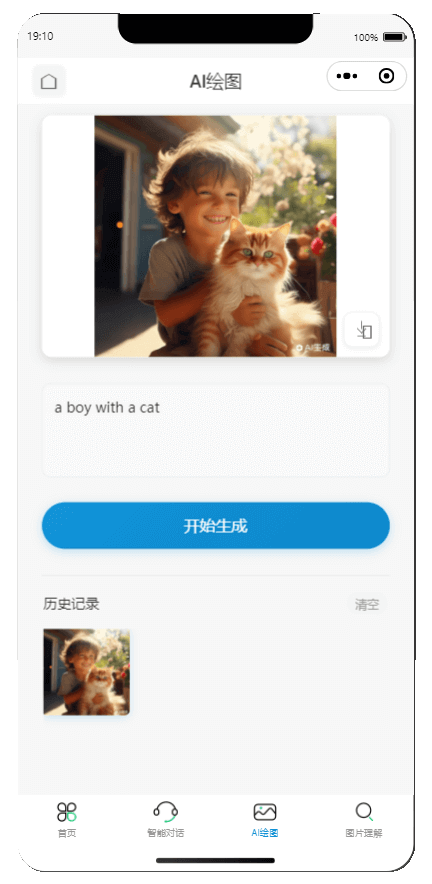 19:10
100%
AI绘图
AI生成
a boy with a cat
开始生成
历史记录
清空
首页
智能对话
AI绘图
图片理解